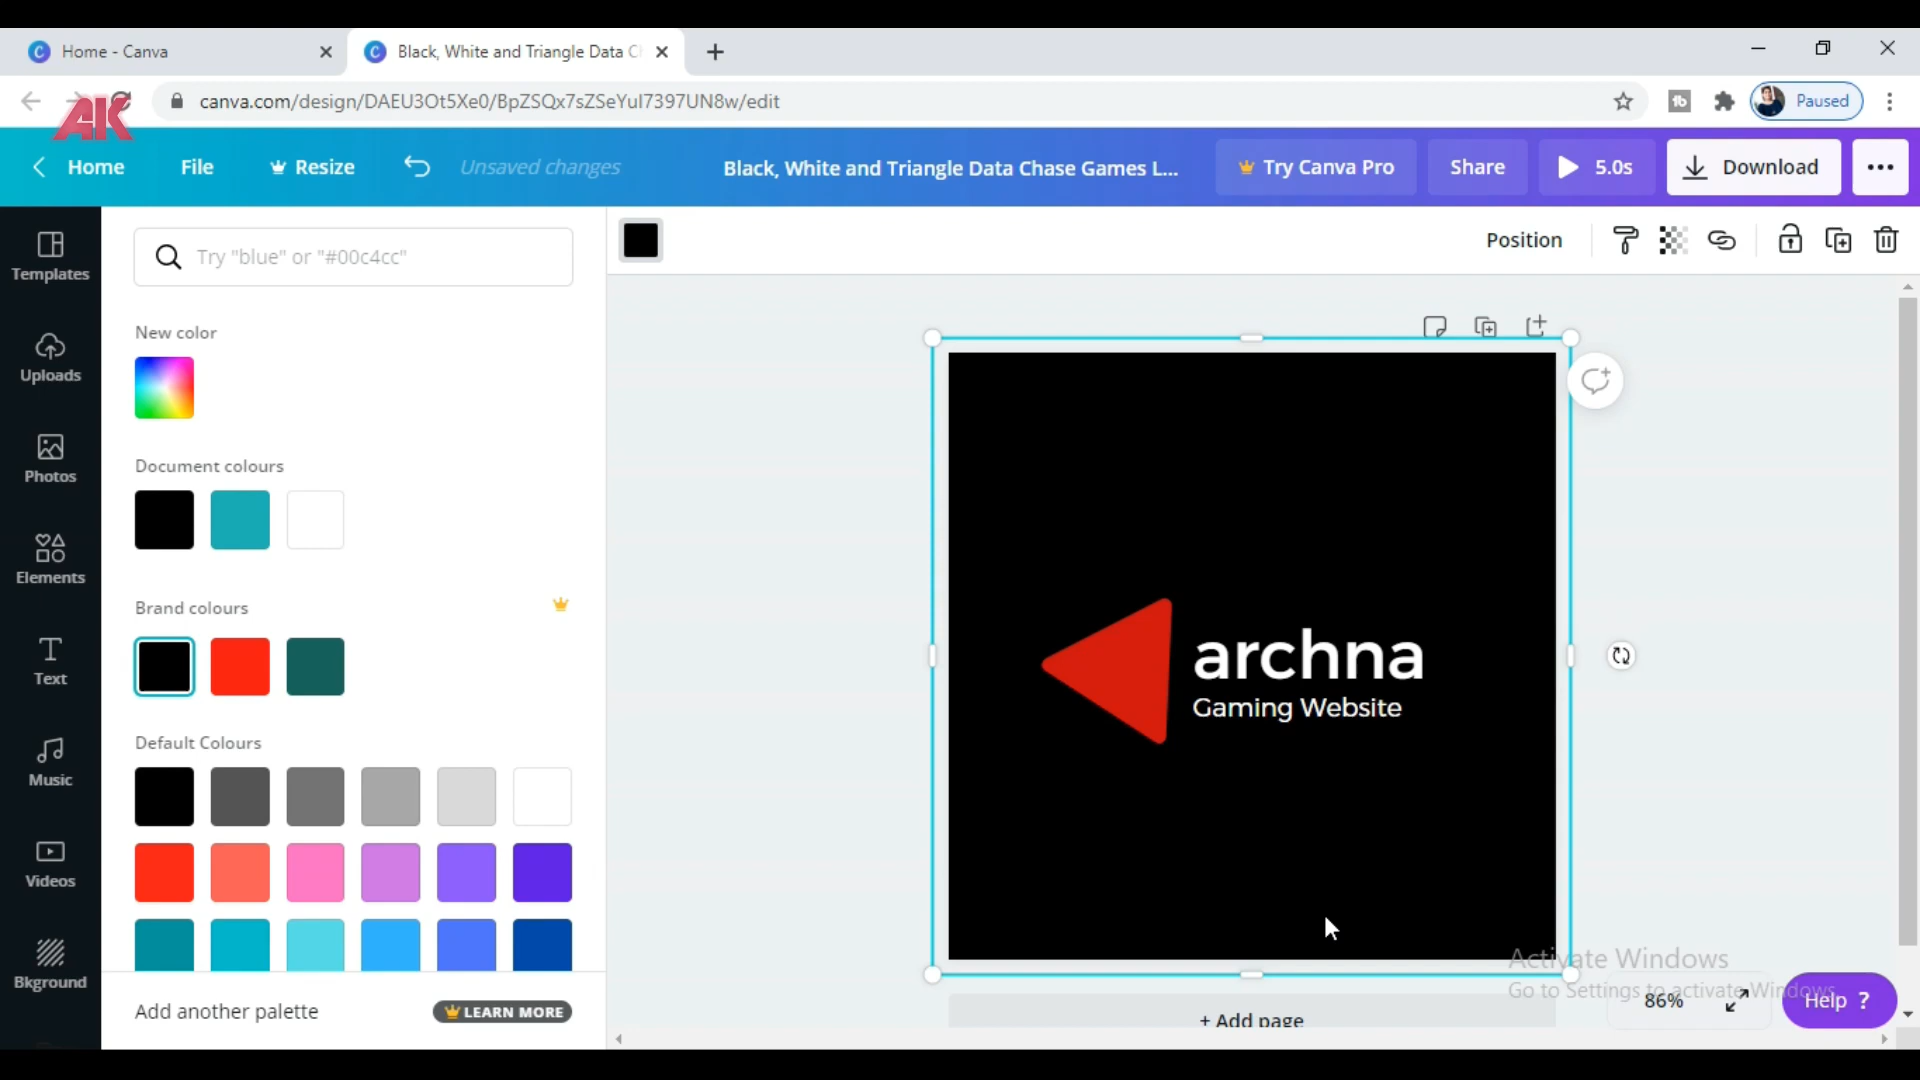 Home - Canva
Black, White and Triangle Data C
canva.com/design/DAEU3Ot5Xe0/BpZSQx7sZSeYuI7397UN8w/edit
Paused
AK
Home
File
Resize
Unsaved changes
Black, White and Triangle Data Chase Games L...
Try Canva Pro
Share
5.0s
Download
Templates
Uploads
Photos
Elements
Text
Music
Videos
Bkground
Try "blue" or "#00c4cc"
New color
Document colours
Brand colours
Default Colours
Add another palette
LEARN MORE
Position
archna
Gaming Website
+ Add page
Activate Windows
Go to Settings to activate Windows.
86%
Help ?